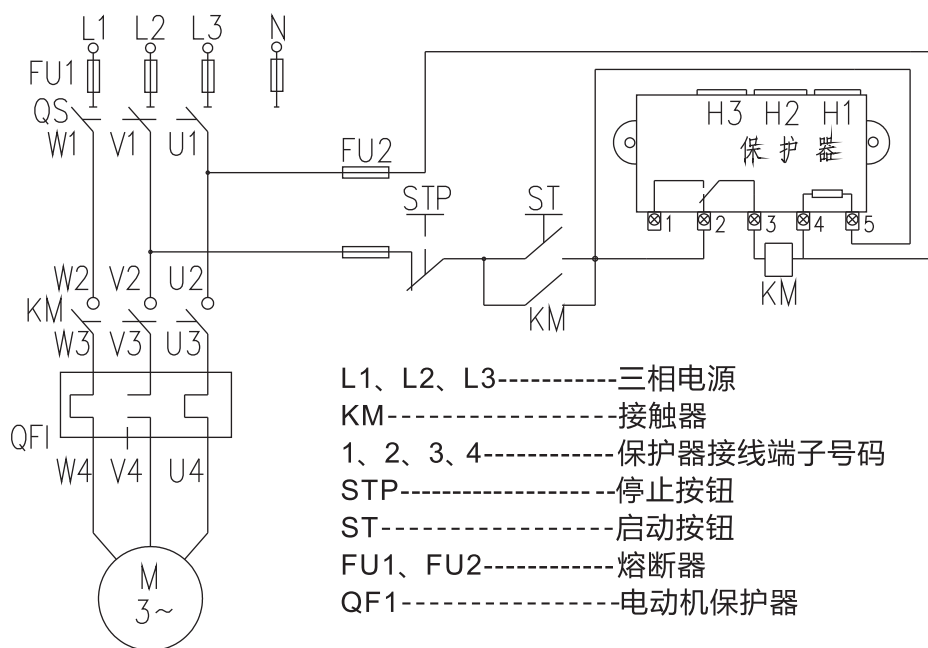 L1 L2 L3 N
FU1
QS
W1 V1 U1
FU2
H3 H2 H1
保护器
STP ST
1 2 3 4 5
W2 V2 U2
KM
KM
KM
W3 V3 U3
L1、L2、L3-----------三相电源
KM----------------接触器
1、2、3、4---------保护器接线端子号码
QF1
STP---------------停止按钮
W4 V4 U4
ST----------------启动按钮
FU1、FU2---------熔断器
M
3~
QF1---------------电动机保护器